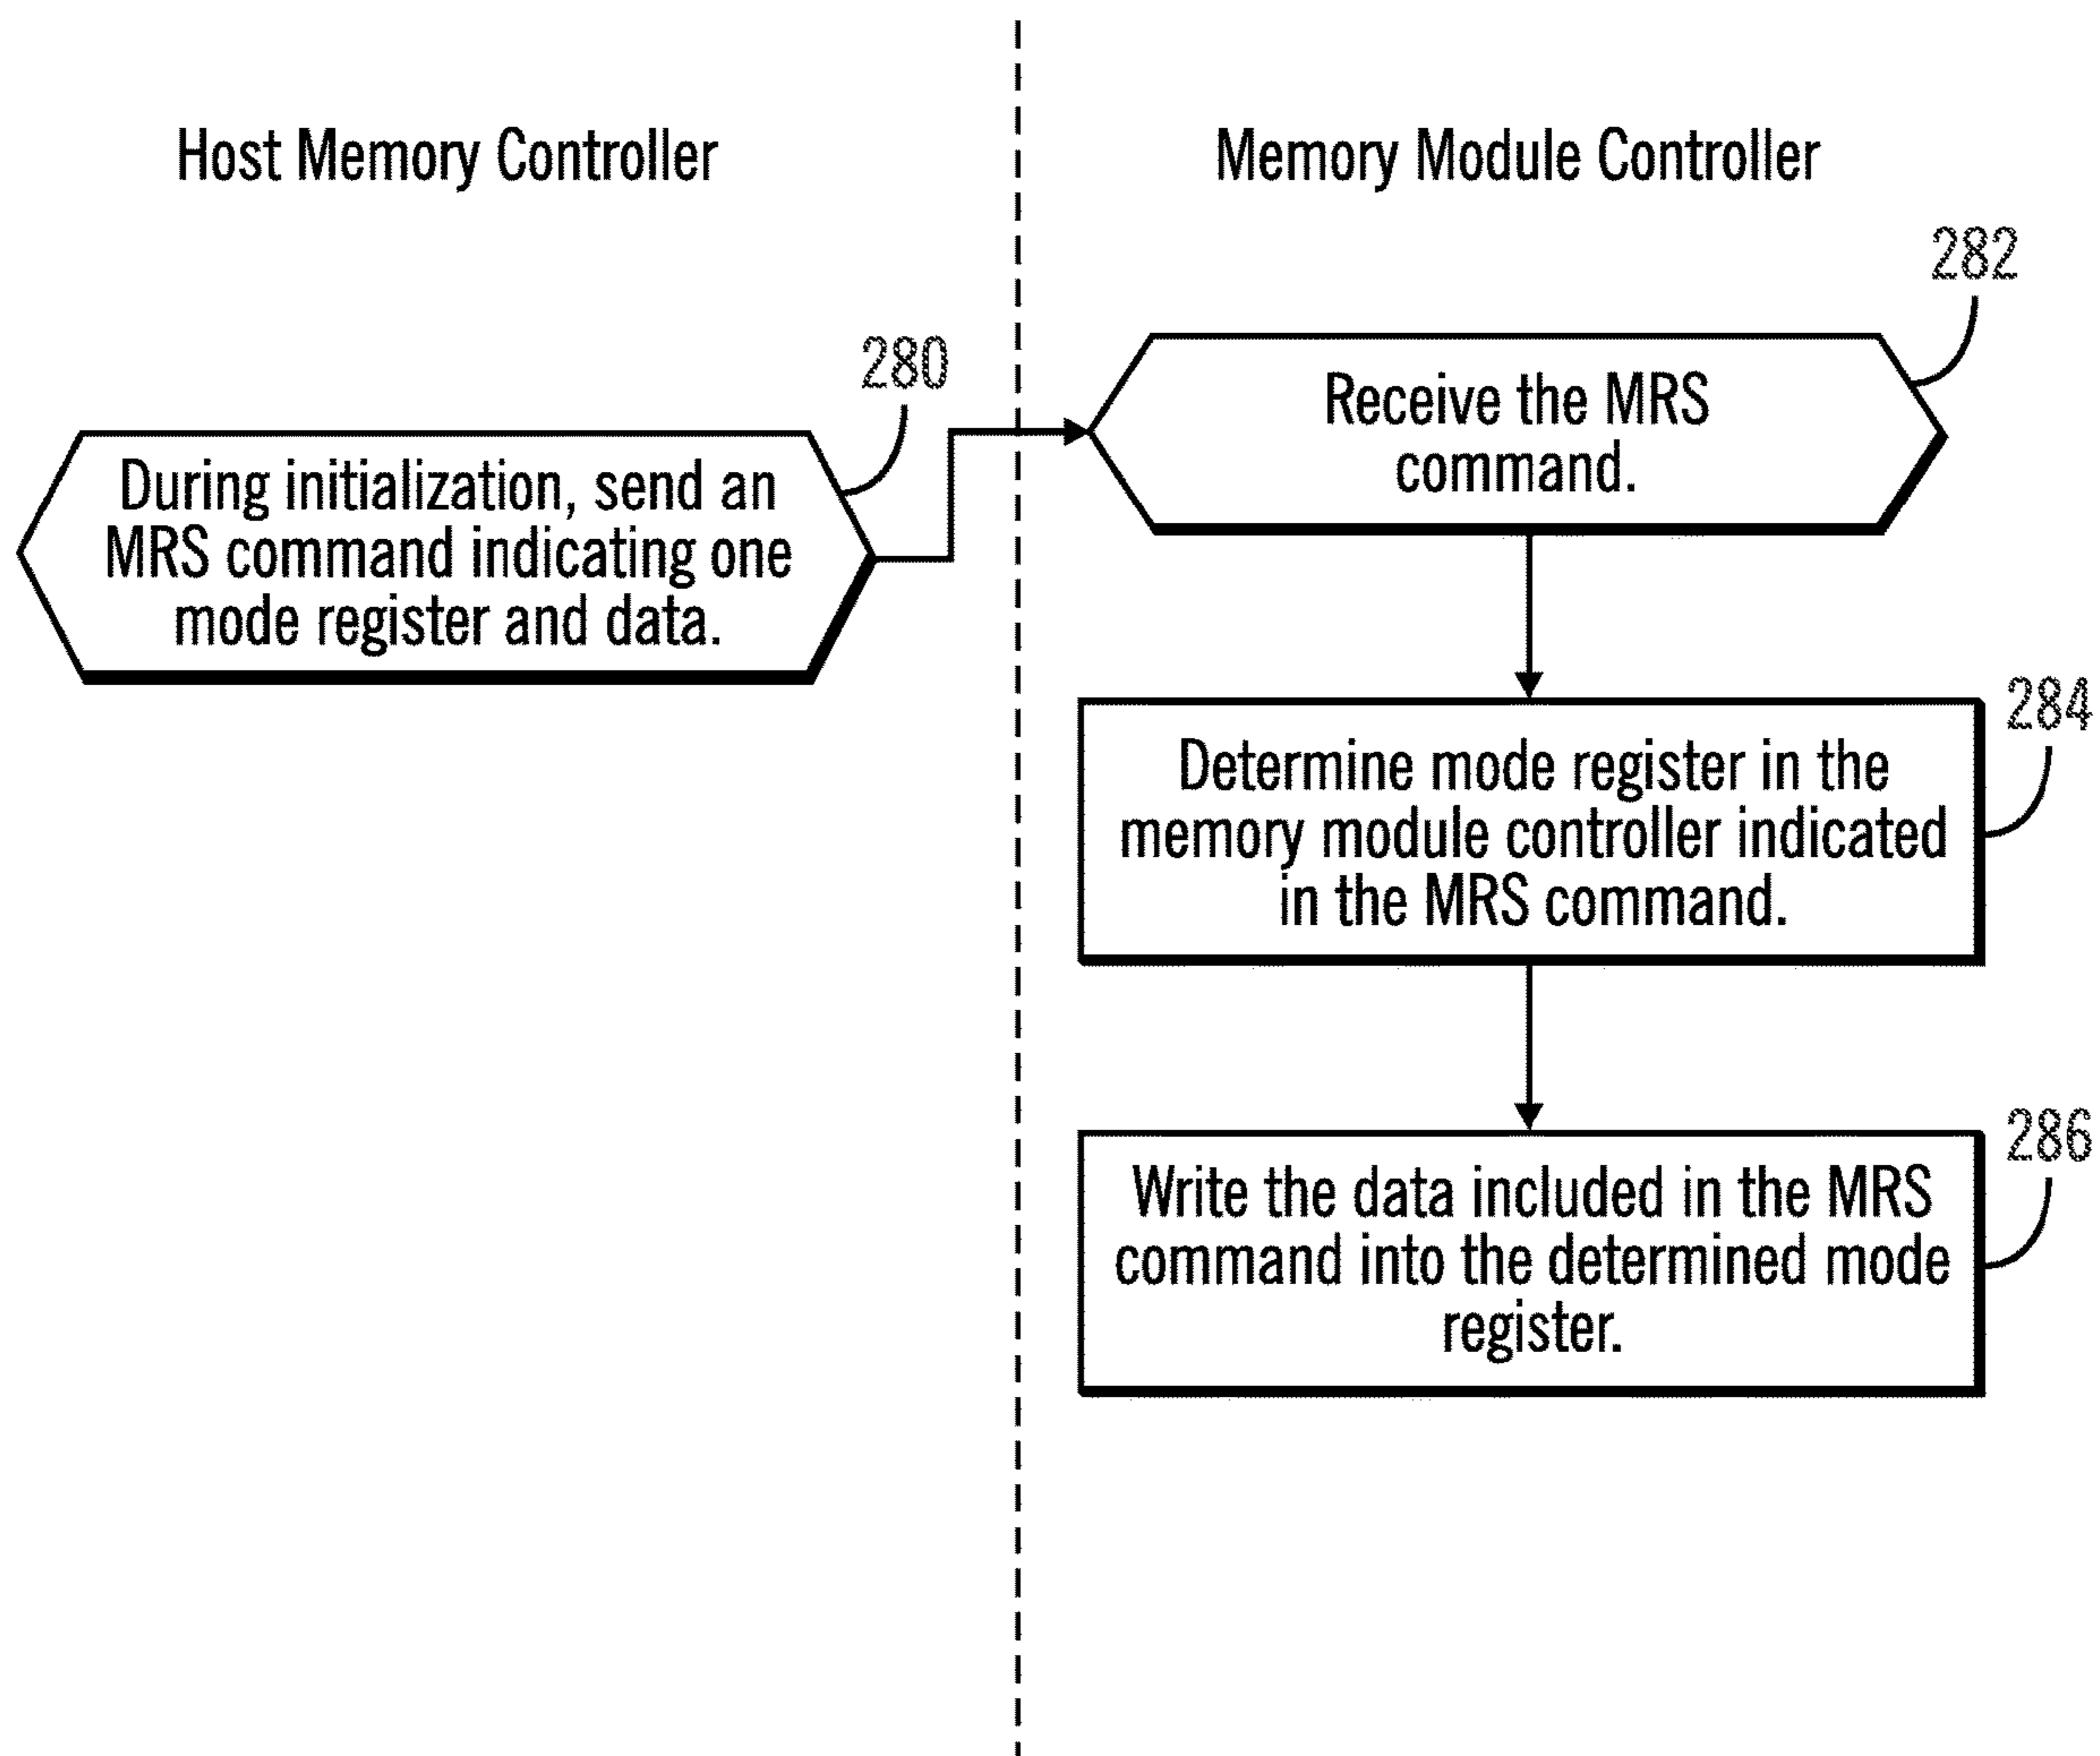 Host Memory Controller
Memory Module Controller
280
During initialization, send an
MRS command indicating one
mode register and data.
282
Receive the MRS
command.
284
Determine mode register in the
memory module controller indicated
in the MRS command.
286
Write the data included in the MRS
command into the determined mode
register.